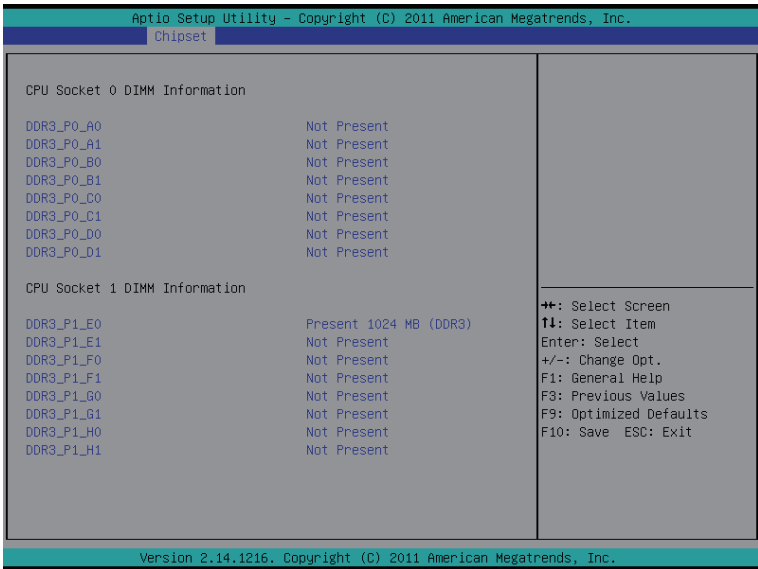 Aptio Setup Utility – Copyright (C) 2011 American Megatrends, Inc.
Chipset
CPU Socket 0 DIMM Information
DDR3_P0_A0 Not Present
DDR3_P0_A1 Not Present
DDR3_P0_B0 Not Present
DDR3_P0_B1 Not Present
DDR3_P0_C0 Not Present
DDR3_P0_C1 Not Present
DDR3_P0_D0 Not Present
DDR3_P0_D1 Not Present
CPU Socket 1 DIMM Information
DDR3_P1_E0 Present 1024 MB (DDR3)
DDR3_P1_E1 Not Present
DDR3_P1_F0 Not Present
DDR3_P1_F1 Not Present
DDR3_P1_G0 Not Present
DDR3_P1_G1 Not Present
DDR3_P1_H0 Not Present
DDR3_P1_H1 Not Present
→←: Select Screen
↑↓: Select Item
Enter: Select
+/-: Change Opt.
F1: General Help
F3: Previous Values
F9: Optimized Defaults
F10: Save ESC: Exit
Version 2.14.1216. Copyright (C) 2011 American Megatrends, Inc.